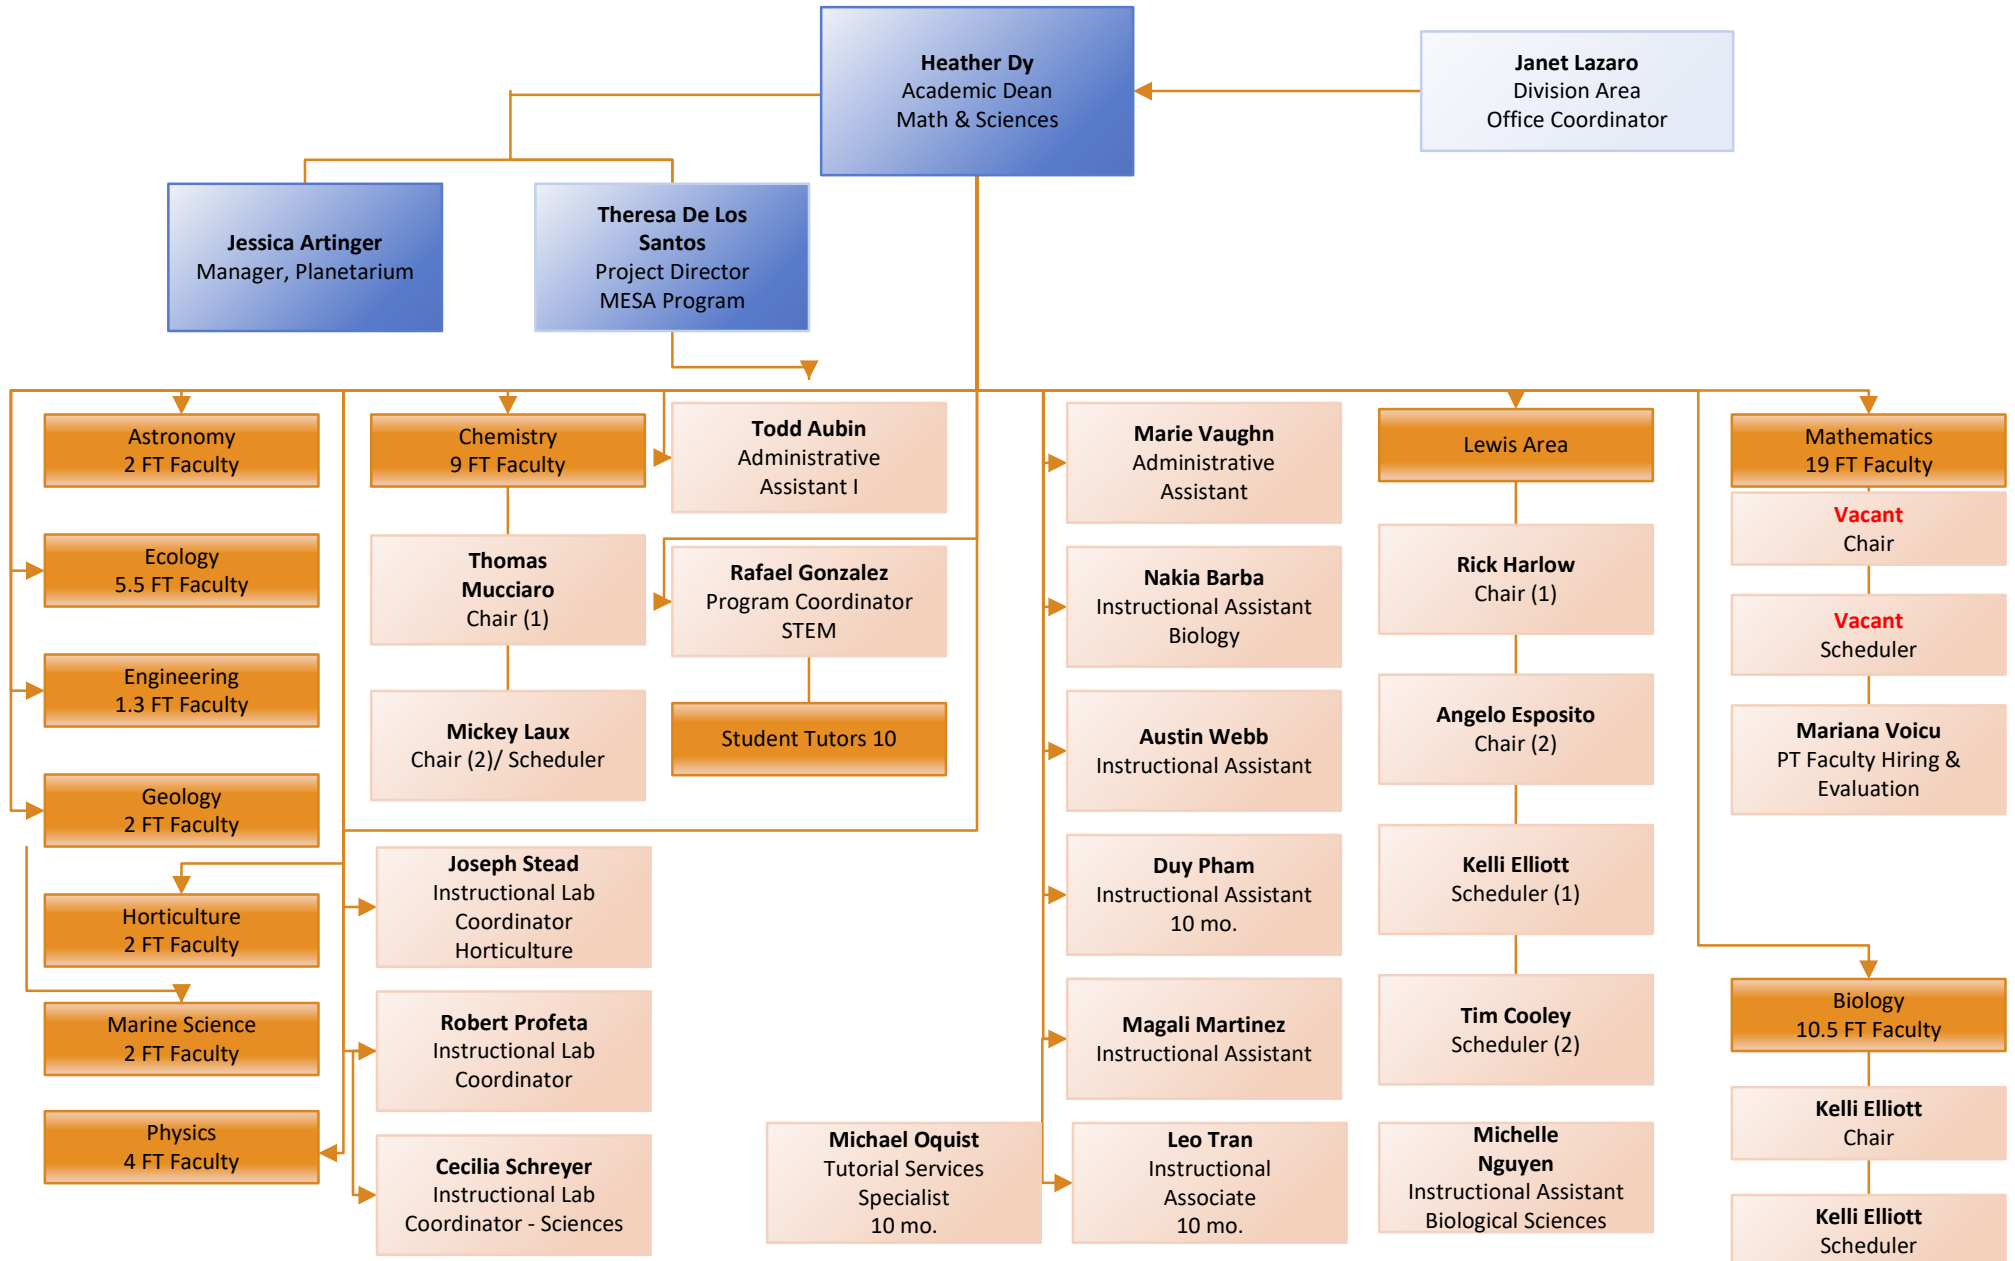 Heather Dy
Academic Dean
Math & Sciences
Janet Lazaro
Division Area
Office Coordinator
Jessica Artinger
Manager, Planetarium
Theresa De Los
Santos
Project Director
MESA Program
Astronomy
2 FT Faculty
Ecology
5.5 FT Faculty
Engineering
1.3 FT Faculty
Geology
2 FT Faculty
Horticulture
2 FT Faculty
Marine Science
2 FT Faculty
Physics
4 FT Faculty
Chemistry
9 FT Faculty
Thomas
Mucciaro
Chair (1)
Mickey Laux
Chair (2)/ Scheduler
Joseph Stead
Instructional Lab
Coordinator
Horticulture
Robert Profeta
Instructional Lab
Coordinator
Cecilia Schreyer
Instructional Lab
Coordinator - Sciences
Todd Aubin
Administrative
Assistant I
Rafael Gonzalez
Program Coordinator
STEM
Student Tutors 10
Marie Vaughn
Administrative
Assistant
Nakia Barba
Instructional Assistant
Biology
Austin Webb
Instructional Assistant
Duy Pham
Instructional Assistant
10 mo.
Magali Martinez
Instructional Assistant
Michael Oquist
Tutorial Services
Specialist
10 mo.
Leo Tran
Instructional
Associate
10 mo.
Lewis Area
Rick Harlow
Chair (1)
Angelo Esposito
Chair (2)
Kelli Elliott
Scheduler (1)
Tim Cooley
Scheduler (2)
Michelle
Nguyen
Instructional Assistant
Biological Sciences
Mathematics
19 FT Faculty
Vacant
Chair
Vacant
Scheduler
Mariana Voicu
PT Faculty Hiring &
Evaluation
Biology
10.5 FT Faculty
Kelli Elliott
Chair
Kelli Elliott
Scheduler